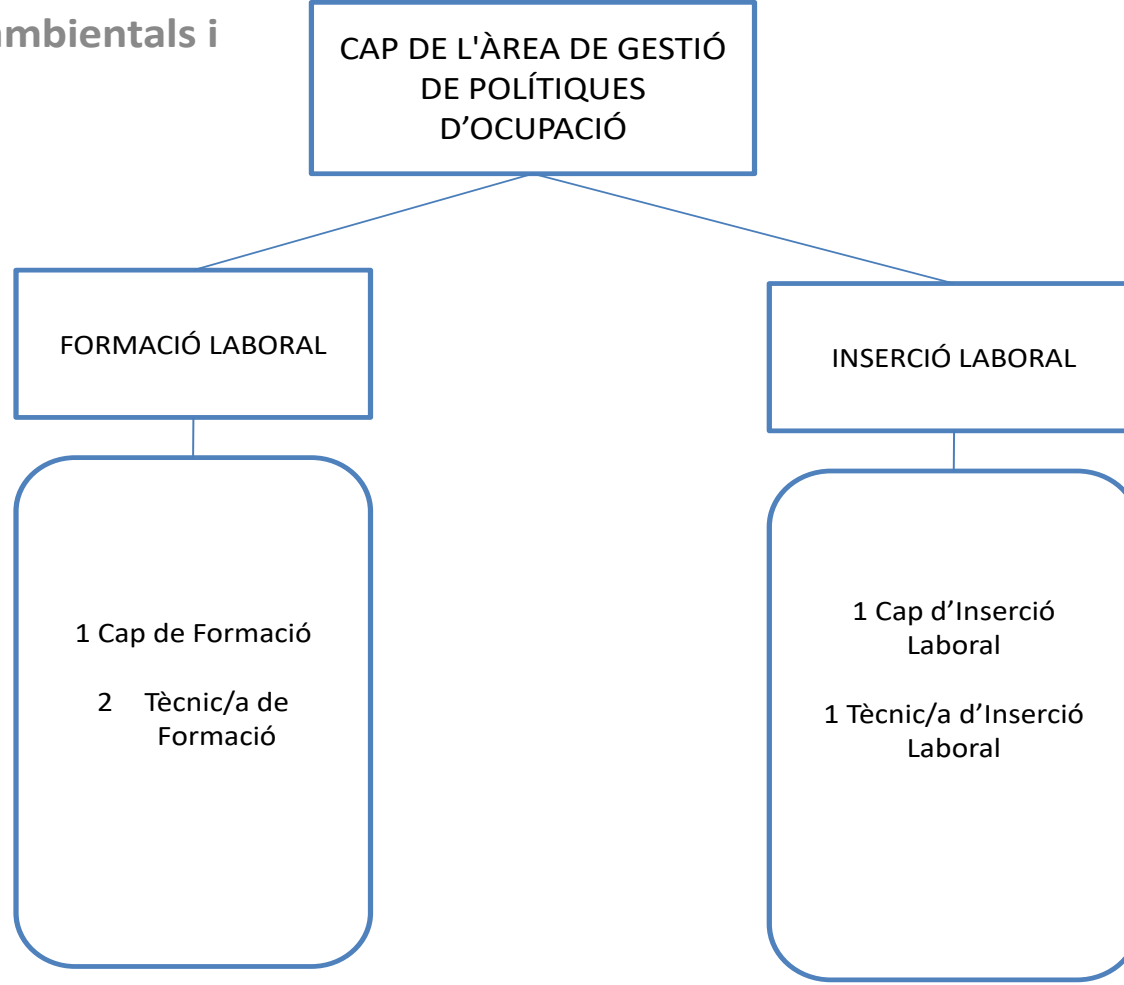 ambientals i
CAP DE L'ÀREA DE GESTIÓ
DE POLÍTIQUES
D’OCUPACIÓ
FORMACIÓ LABORAL
INSERCIÓ LABORAL
1 Cap de Formació
2 Tècnic/a de
Formació
1 Cap d’Inserció
Laboral
1 Tècnic/a d’Inserció
Laboral